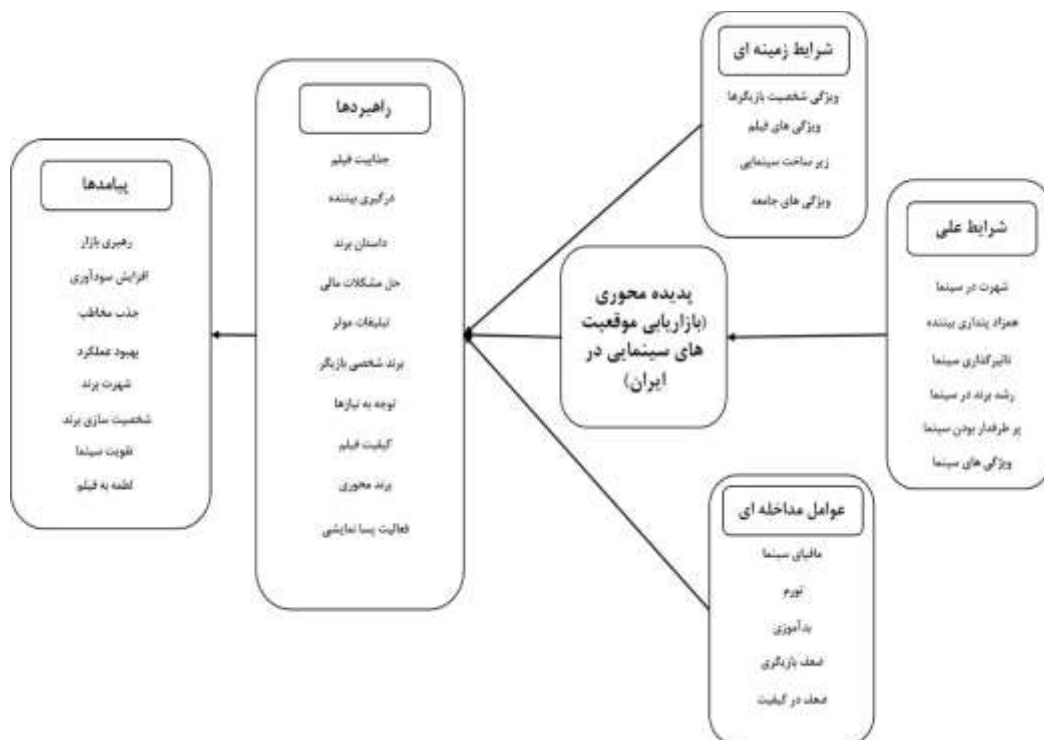 شرایط علی
شهرت در سینما
همزاد پنداری بیننده
تاثیرگذاری سینما
رشد برند در سینما
پر طرفدار بودن سینما
ویژگی های سینما
شرایط زمینه ای
ویژگی شخصیت بازیگرها
ویژگی های فیلم
زیر ساخت سینمایی
ویژگی های جامعه
پدیده محوری
(بازاریابی موقعیت
های سینمایی در
ایران)
عوامل مداخله ای
مافیای سینما
تورم
بدآموزی
ضعف بازیگری
ضعف در کیفیت
راهبردها
جذابیت فیلم
درگیری بیننده
داستان برند
حل مشکلات مالی
تبلیغات موثر
برند شخصی بازیگر
توجه به نیازها
کیفیت فیلم
برند محوری
فعالیت پسا نمایشی
پیامدها
رهبری بازار
افزایش سودآوری
جذب مخاطب
بهبود عملکرد
شهرت برند
شخصیت سازی برند
تقویت سینما
لطمه به فیلم